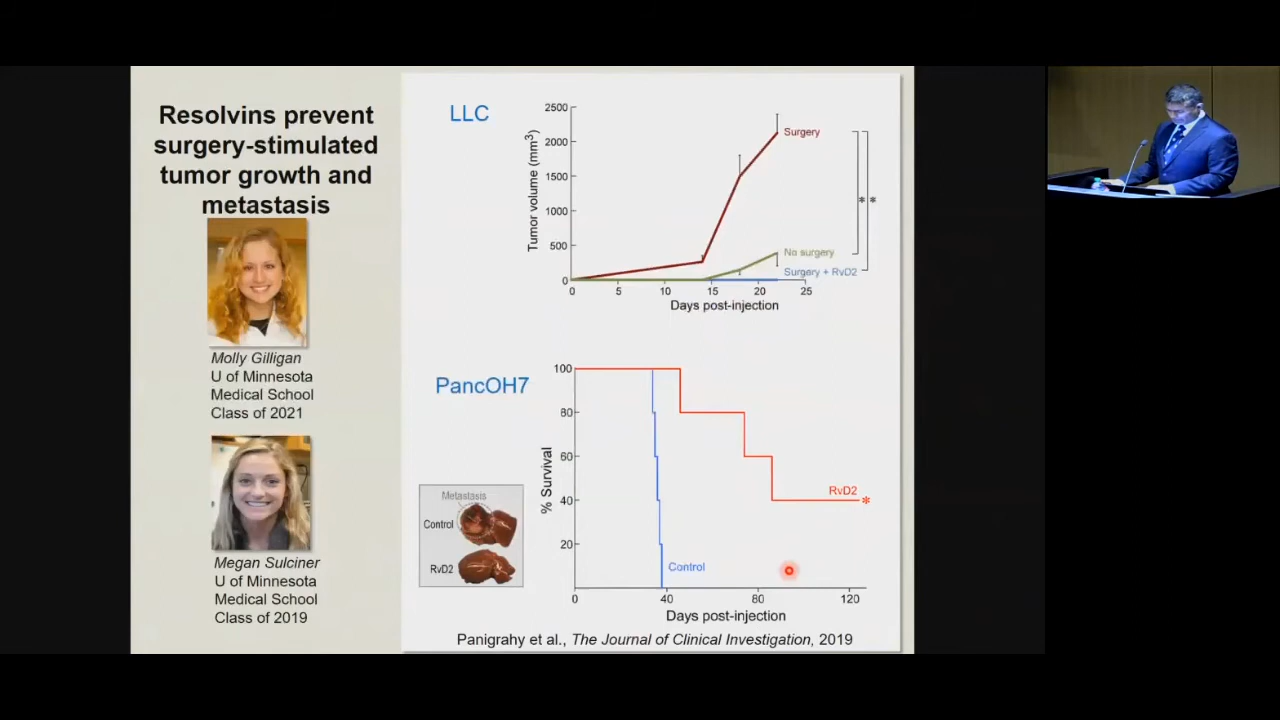 Resolvins prevent
surgery-stimulated
tumor growth and
metastasis
Molly Gilligan
U of Minnesota
Medical School
Class of 2021
Megan Sulciner
U of Minnesota
Medical School
Class of 2019
LLC
Tumor volume (mm³)
2500
2000
1500
1000
500
0
0 5 10 15 20 25
Days post-injection
Surgery
No surgery
Surgery + RvD2
* *
PancOH7
% Survival
100
80
60
40
20
0 40 80 120
Days post-injection
RvD2 *
Control
Metastasis
Control
RvD2
Panigrahy et al., The Journal of Clinical Investigation, 2019